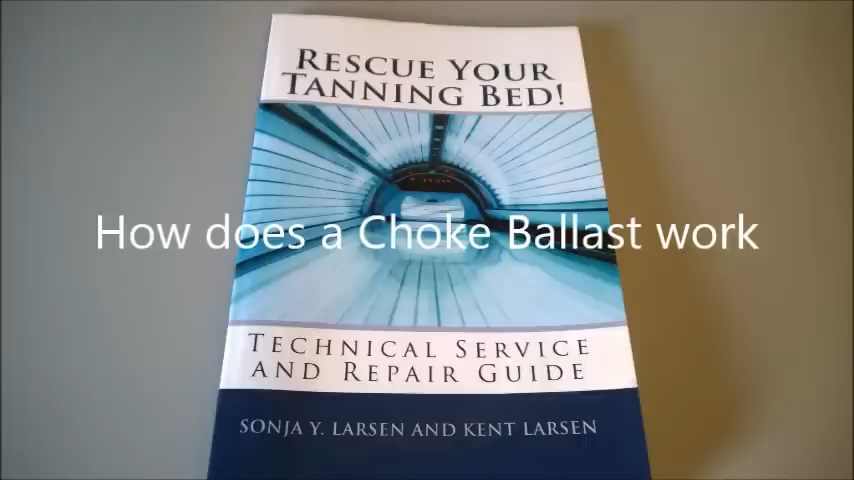 RESCUE YOUR
TANNING BED!
How does a Choke Ballast work
TECHNICAL SERVICE
AND REPAIR GUIDE
SONJA Y. LARSEN AND KENT LARSEN